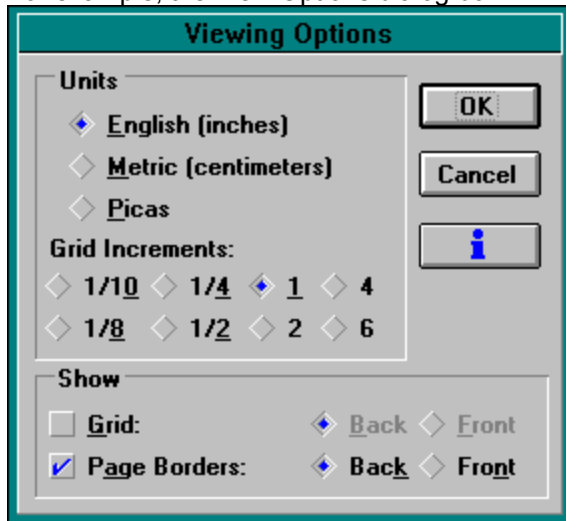 Viewing Options
Units
English (inches)
Metric (centimeters)
Picas
Grid Increments:
1/10 1/4 1 4
1/8 1/2 2 6
OK
Cancel
i
Show
Grid: Back Front
Page Borders: Back Front